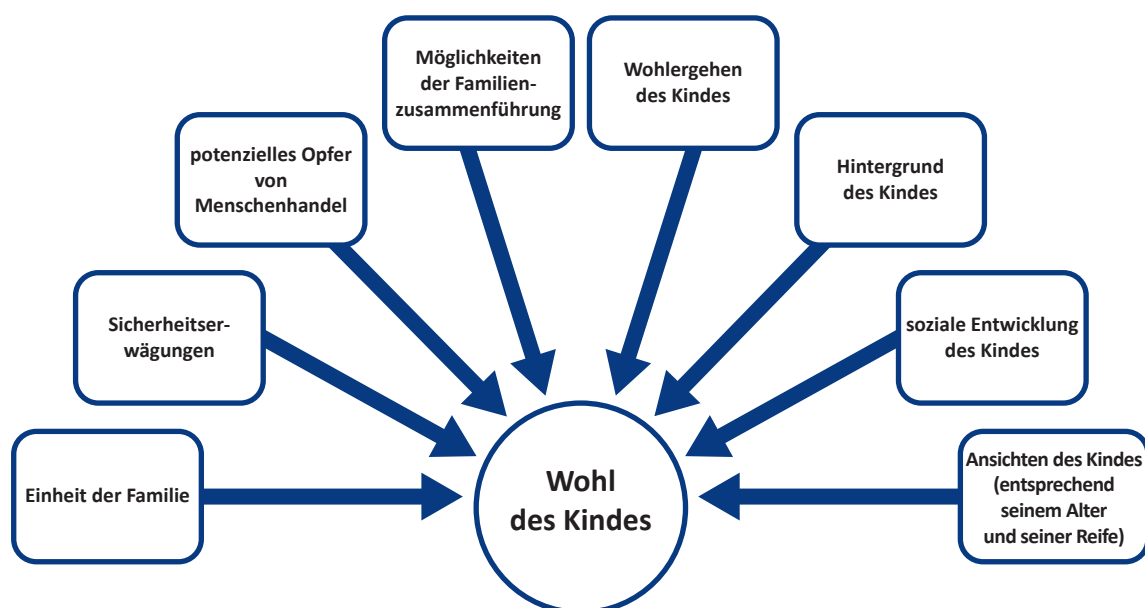 Möglichkeiten
der Familien-
zusammenführung
Wohlergehen
des Kindes
potenzielles Opfer
von
Menschenhandel
Hintergrund
des Kindes
Sicherheitser-
wägungen
soziale Entwicklung
des Kindes
Einheit der Familie
Wohl
des Kindes
Ansichten des Kindes
(entsprechend
seinem Alter
und seiner Reife)